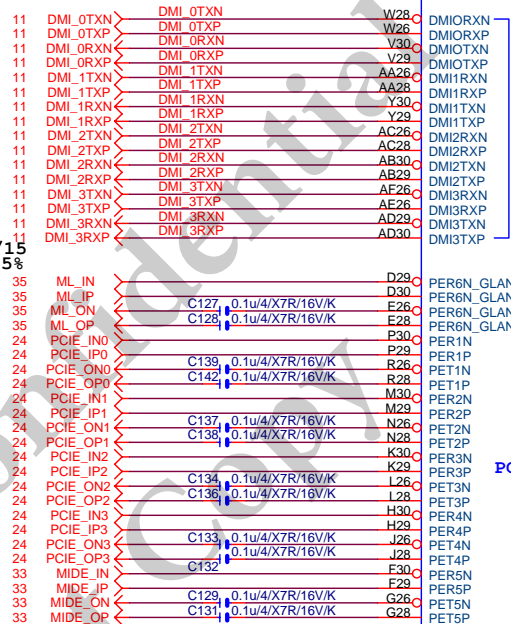 11 DMI_0TXN DMI_0TXN W28 DMI0RXN
11 DMI_0TXP DMI_0TXP W26 DMI0RXP
11 DMI_0RXN DMI_0RXN V30 DMI0TXN
11 DMI_0RXP DMI_0RXP V29 DMI0TXP
11 DMI_1TXN DMI_1TXN AA26 DMI1RXN
11 DMI_1TXP DMI_1TXP AA28 DMI1RXP
11 DMI_1RXN DMI_1RXN Y30 DMI1TXN
11 DMI_1RXP DMI_1RXP Y29 DMI1TXP
11 DMI_2TXN DMI_2TXN AC26 DMI2RXN
11 DMI_2TXP DMI_2TXP AC28 DMI2RXP
11 DMI_2RXN DMI_2RXN AB30 DMI2TXN
11 DMI_2RXP DMI_2RXP AB29 DMI2TXP
11 DMI_3TXN DMI_3TXN AF26 DMI3RXN
11 DMI_3TXP DMI_3TXP AE26 DMI3RXP
11 DMI_3RXN DMI_3RXN AD29 DMI3TXN
11 DMI_3RXP DMI_3RXP AD30 DMI3TXP
/15
5%
35 ML_IN D29 PER6N_GLAN
35 ML_IP D30 PER6N_GLAN
35 ML_ON C127 0.1u/4/X7R/16V/K E26 PER6N_GLAN
35 ML_OP C128 0.1u/4/X7R/16V/K E28 PER6N_GLAN
24 PCIE_IN0 P30 PER1N
24 PCIE_IP0 P29 PER1P
24 PCIE_ON0 C139 0.1u/4/X7R/16V/K R26 PET1N
24 PCIE_OP0 C142 0.1u/4/X7R/16V/K R28 PET1P
24 PCIE_IN1 M30 PER2N
24 PCIE_IP1 M29 PER2P
24 PCIE_ON1 C137 0.1u/4/X7R/16V/K N26 PET2N
24 PCIE_OP1 C138 0.1u/4/X7R/16V/K N28 PET2P
24 PCIE_IN2 K30 PER3N
24 PCIE_IP2 K29 PER3P
24 PCIE_ON2 C134 0.1u/4/X7R/16V/K L26 PET3N
24 PCIE_OP2 C136 0.1u/4/X7R/16V/K L28 PET3P
24 PCIE_IN3 H30 PER4N
24 PCIE_IP3 H29 PER4P
24 PCIE_ON3 C133 0.1u/4/X7R/16V/K J26 PET4N
24 PCIE_OP3 C132 0.1u/4/X7R/16V/K J28 PET4P
33 MIDE_IN F30 PER5N
33 MIDE_IP F29 PER5P
33 MIDE_ON C129 0.1u/4/X7R/16V/K G26 PET5N
33 MIDE_OP C131 0.1u/4/X7R/16V/K G28 PET5P
PC
onfidential
Copy